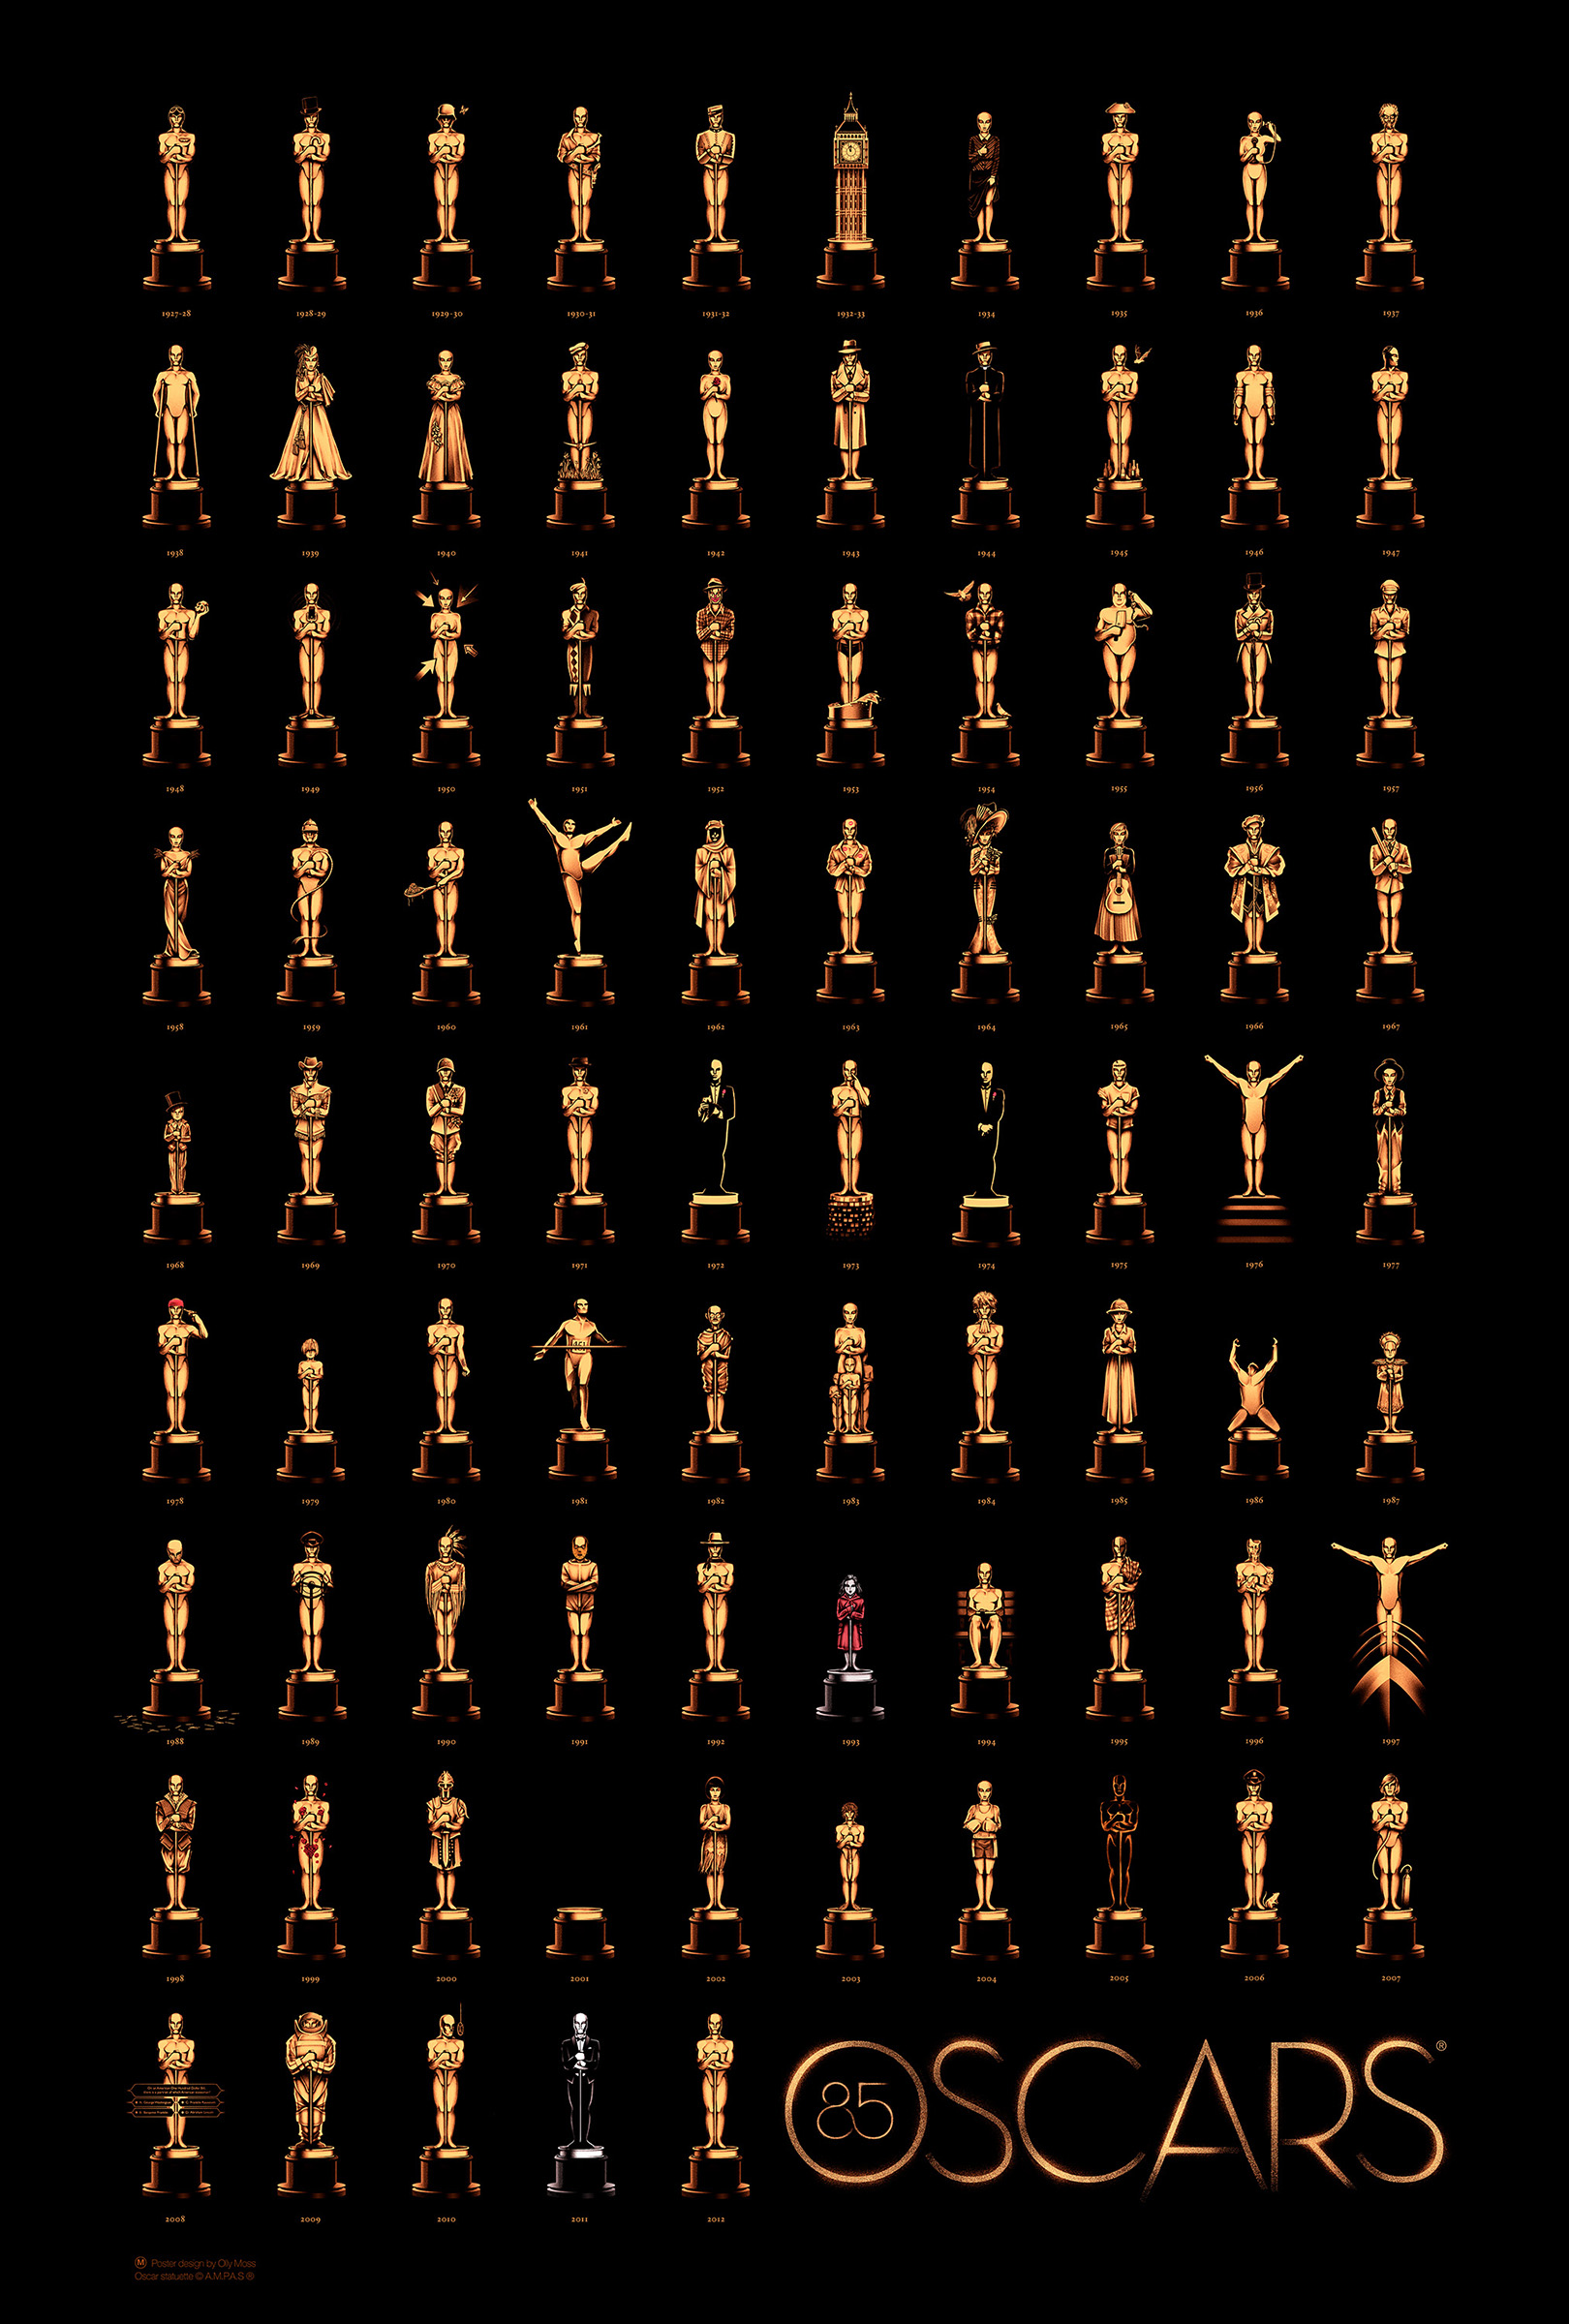 1927-28 1928-29 1929-30 1930-31 1931-32 1932-33 1934 1935 1936 1937
1938 1939 1940 1941 1942 1943 1944 1945 1946 1947
1948 1949 1950 1951 1952 1953 1954 1955 1956 1957
1958 1959 1960 1961 1962 1963 1964 1965 1966 1967
1968 1969 1970 1971 1972 1973 1974 1975 1976 1977
1978 1979 1980 1981 1982 1983 1984 1985 1986 1987
1988 1989 1990 1991 1992 1993 1994 1995 1996 1997
1998 1999 2000 2001 2002 2003 2004 2005 2006 2007
85 OSCARS®
2008 2009 2010 2011 2012
M Poster design by Olly Moss
Oscar statuette © A.M.P.A.S ®